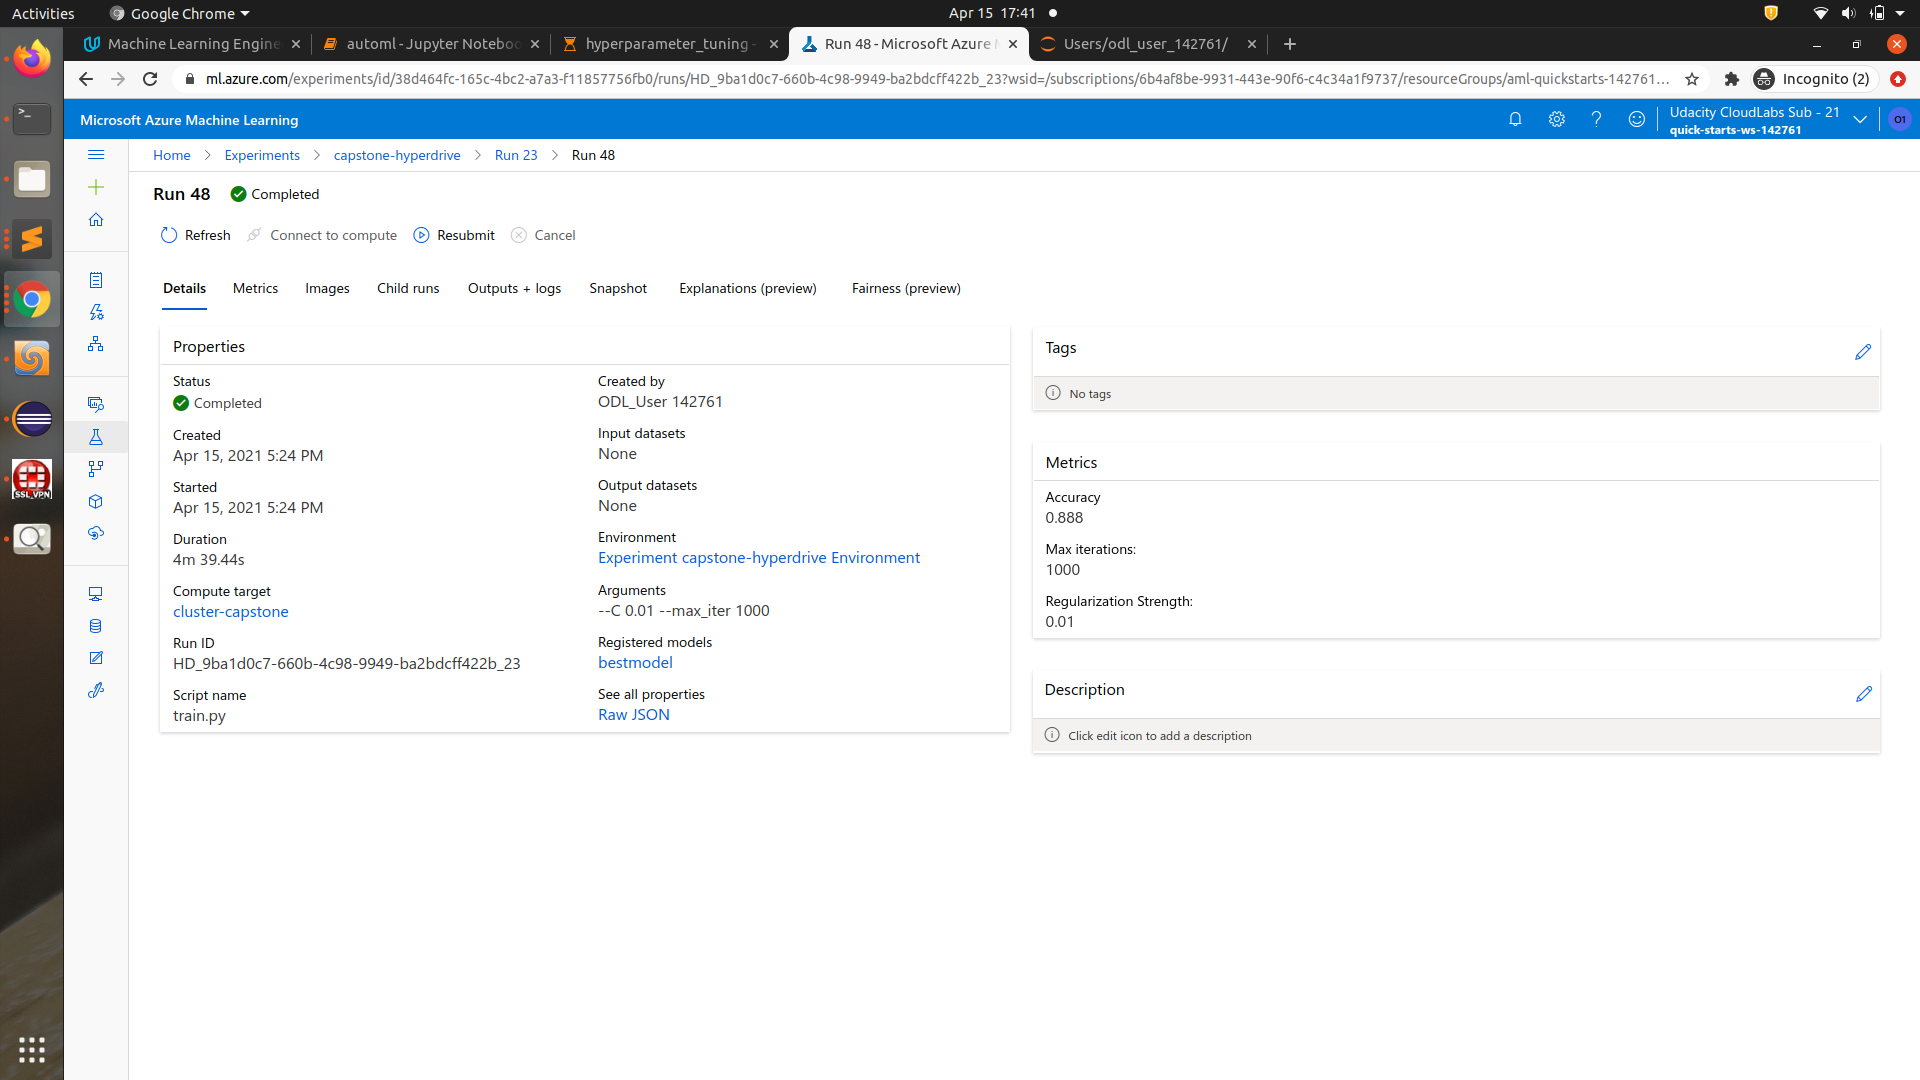 Activities
Google Chrome
Apr 15 17:41
Machine Learning Engine
automl - Jupyter Noteboo
hyperparameter_tuning -
Run 48 - Microsoft Azure M
Users/odl_user_142761/
ml.azure.com/experiments/id/38d464fc-165c-4bc2-a7a3-f11857756fb0/runs/HD_9ba1d0c7-660b-4c98-9949-ba2bdcff422b_23?wsid=/subscriptions/6b4af8be-9931-443e-90f6-c4c34a1f9737/resourceGroups/aml-quickstarts-142761...
Incognito (2)
Microsoft Azure Machine Learning
Udacity CloudLabs Sub - 21
quick-starts-ws-142761
O1
Home > Experiments > capstone-hyperdrive > Run 23 > Run 48
Run 48
Completed
Refresh
Connect to compute
Resubmit
Cancel
Details
Metrics
Images
Child runs
Outputs + logs
Snapshot
Explanations (preview)
Fairness (preview)
Properties
Status
Completed
Created
Apr 15, 2021 5:24 PM
Started
Apr 15, 2021 5:24 PM
Duration
4m 39.44s
Compute target
cluster-capstone
Run ID
HD_9ba1d0c7-660b-4c98-9949-ba2bdcff422b_23
Script name
train.py
Created by
ODL_User 142761
Input datasets
None
Output datasets
None
Environment
Experiment capstone-hyperdrive Environment
Arguments
--C 0.01 --max_iter 1000
Registered models
bestmodel
See all properties
Raw JSON
Tags
No tags
Metrics
Accuracy
0.888
Max iterations:
1000
Regularization Strength:
0.01
Description
Click edit icon to add a description
SSL_VPN